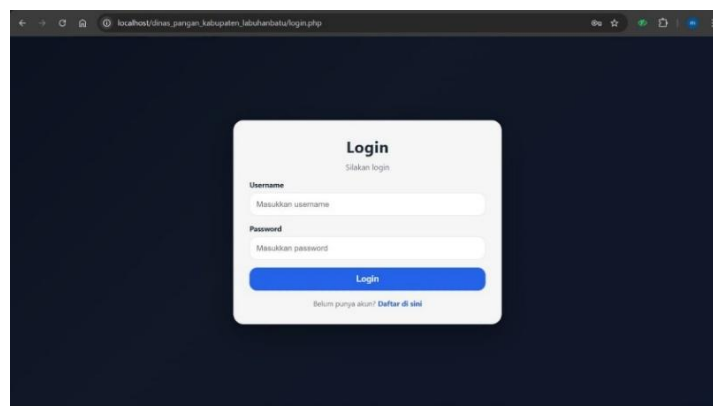 localhost/dinas_pangan_kabupaten_labuhanbatu/login.php
Login
Silakan login
Username
Masukkan username
Password
Masukkan password
Login
Belum punya akun? Daftar di sini